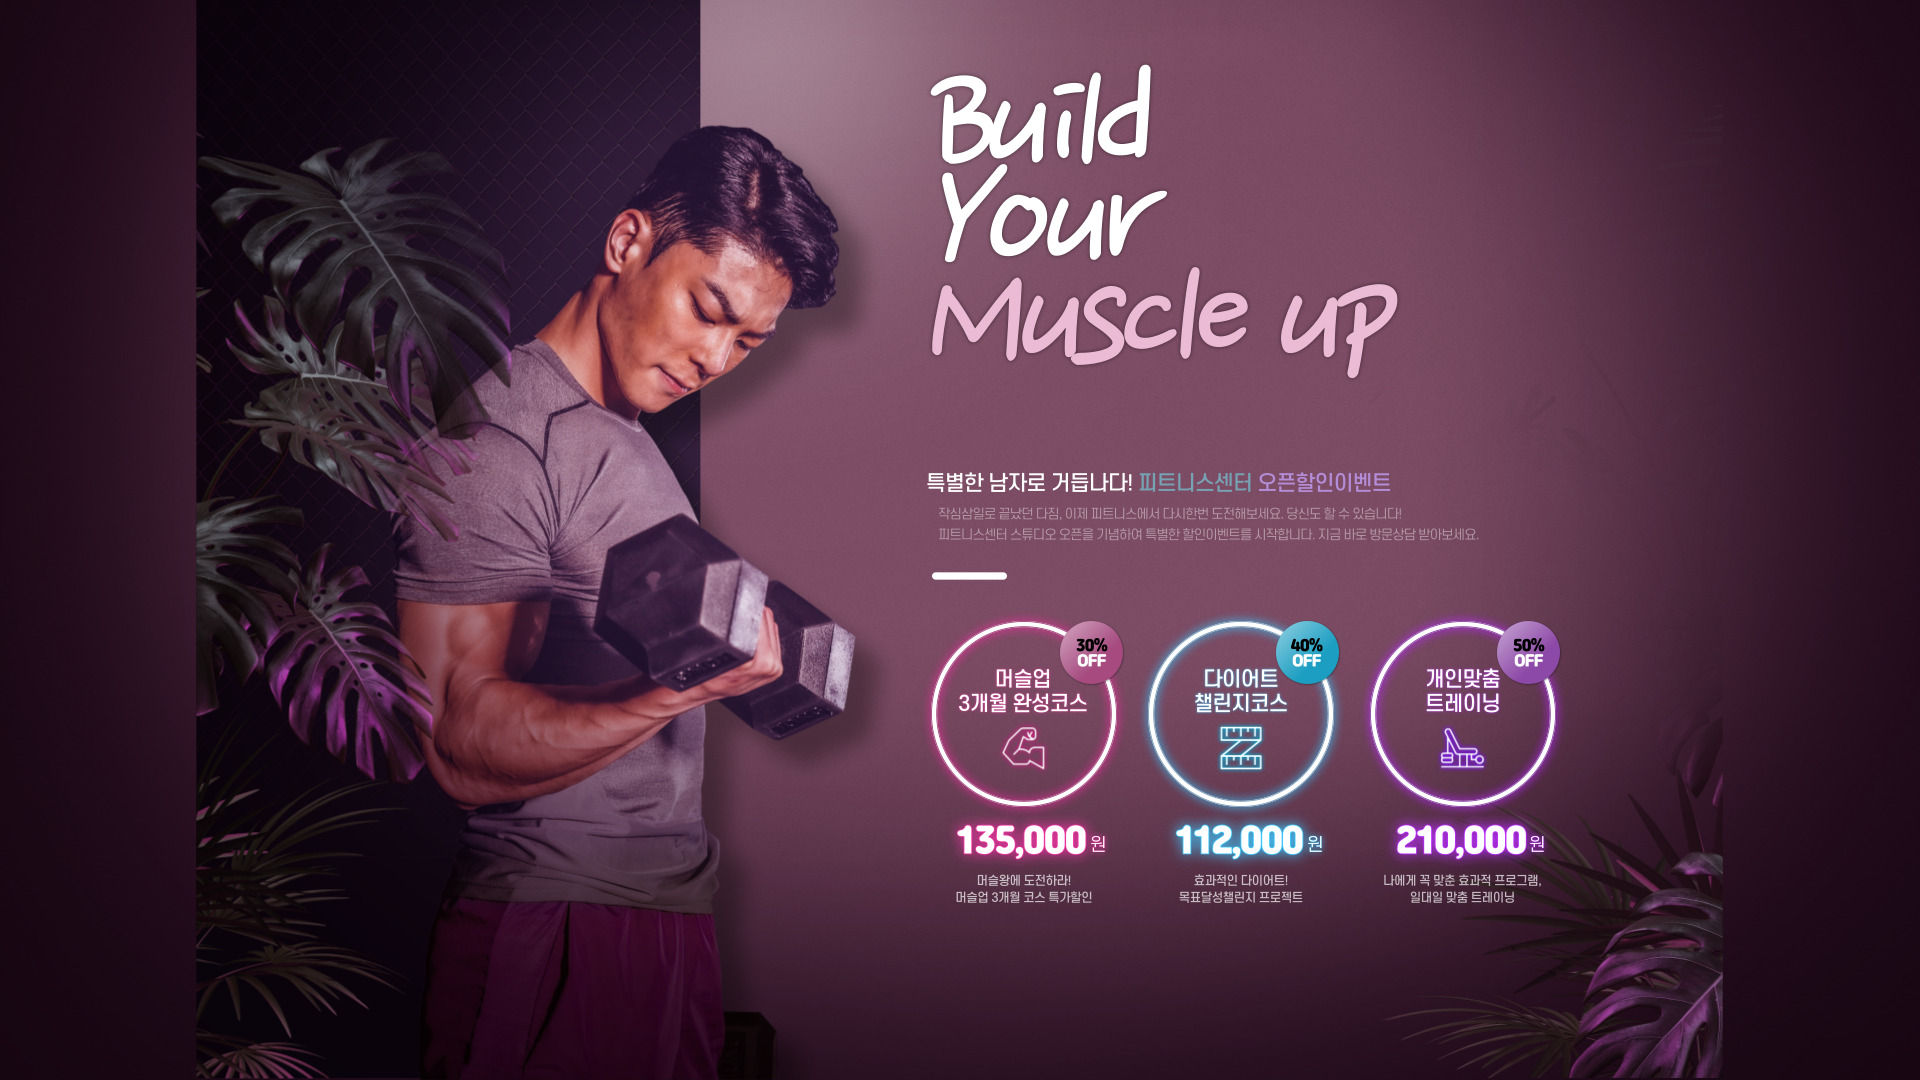 Build
Your
Muscle up
특별한 남자로 거듭나다! 피트니스센터 오픈할인이벤트
작심삼일로 끝났던 다짐, 이제 피트니스에서 다시한번 도전해보세요. 당신도 할 수 있습니다!
피트니스센터 스튜디오 오픈을 기념하여 특별한 할인이벤트를 시작합니다. 지금 바로 방문상담 받아보세요.
30%
OFF
머슬업
3개월 완성코스
135,000원
머슬왕에 도전하라!
머슬업 3개월 코스 특가할인
40%
OFF
다이어트
챌린지코스
112,000원
효과적인 다이어트!
목표달성챌린지 프로젝트
50%
OFF
개인맞춤
트레이닝
210,000원
나에게 꼭 맞춘 효과적 프로그램,
일대일 맞춤 트레이닝